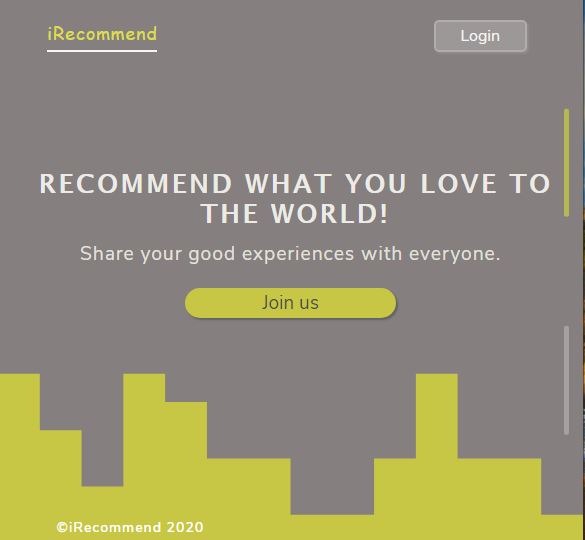 iRecommend
Login
RECOMMEND WHAT YOU LOVE TO
THE WORLD!
Share your good experiences with everyone.
Join us
©iRecommend 2020